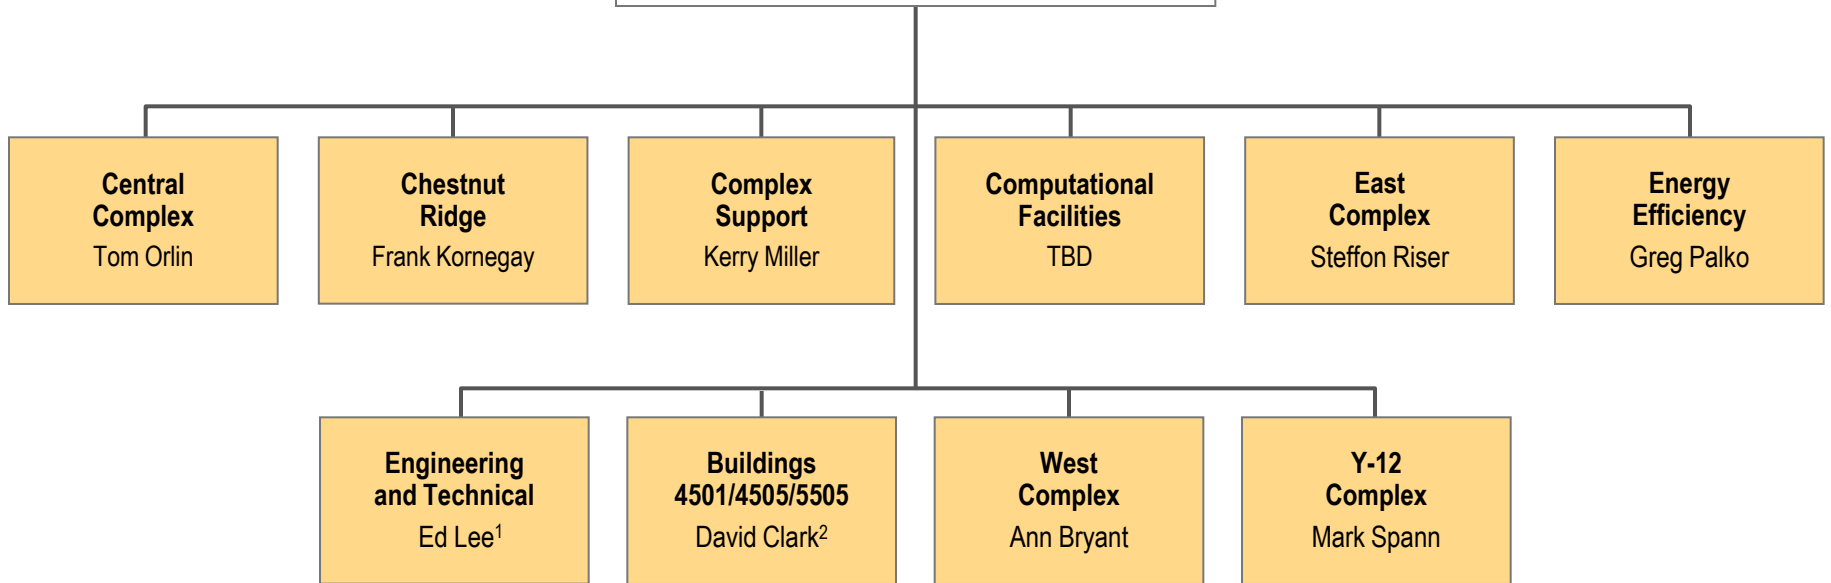 Central
Complex
Tom Orlin
Chestnut
Ridge
Frank Kornegay
Complex
Support
Kerry Miller
Computational
Facilities
TBD
East
Complex
Steffon Riser
Energy
Efficiency
Greg Palko
Engineering
and Technical
Ed Lee¹
Buildings
4501/4505/5505
David Clark²
West
Complex
Ann Bryant
Y-12
Complex
Mark Spann